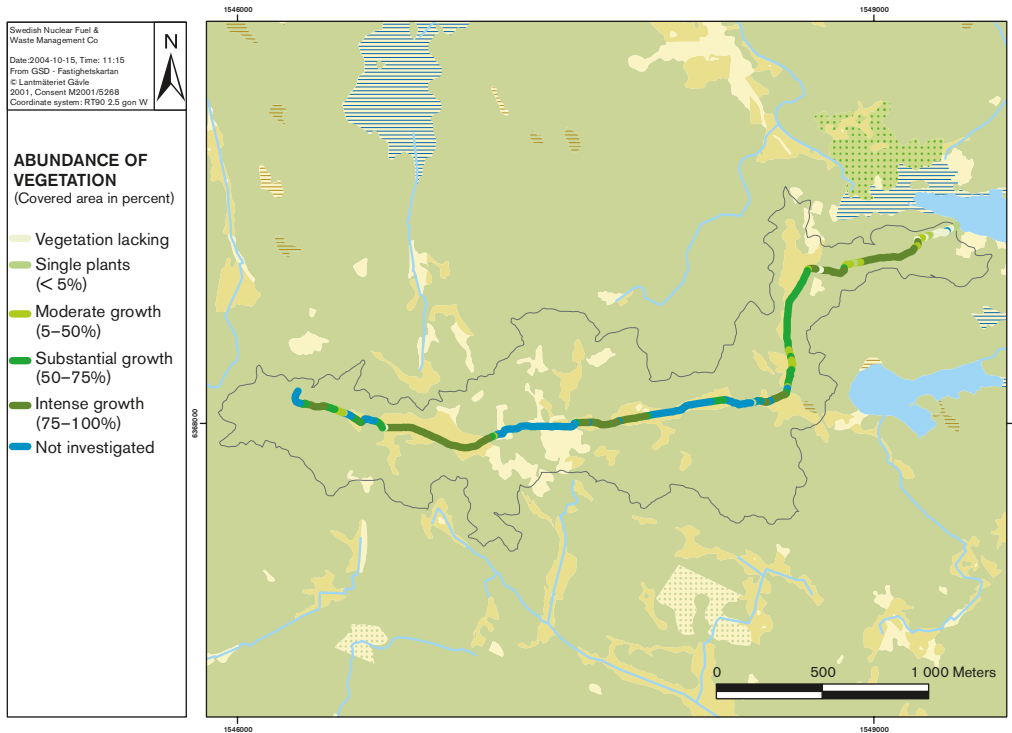 1546000
1549000
Swedish Nuclear Fuel &
Waste Management Co
Date:2004-10-15, Time: 11:15
From GSD - Fastighetskartan
© Lantmäteriet Gävle
2001, Consent M2001/5268
Coordinate system: RT90 2.5 gon W
N
ABUNDANCE OF
VEGETATION
(Covered area in percent)
Vegetation lacking
Single plants
(< 5%)
Moderate growth
(5–50%)
Substantial growth
(50–75%)
Intense growth
(75–100%)
Not investigated
6368000
0 500 1 000 Meters
1546000
1549000